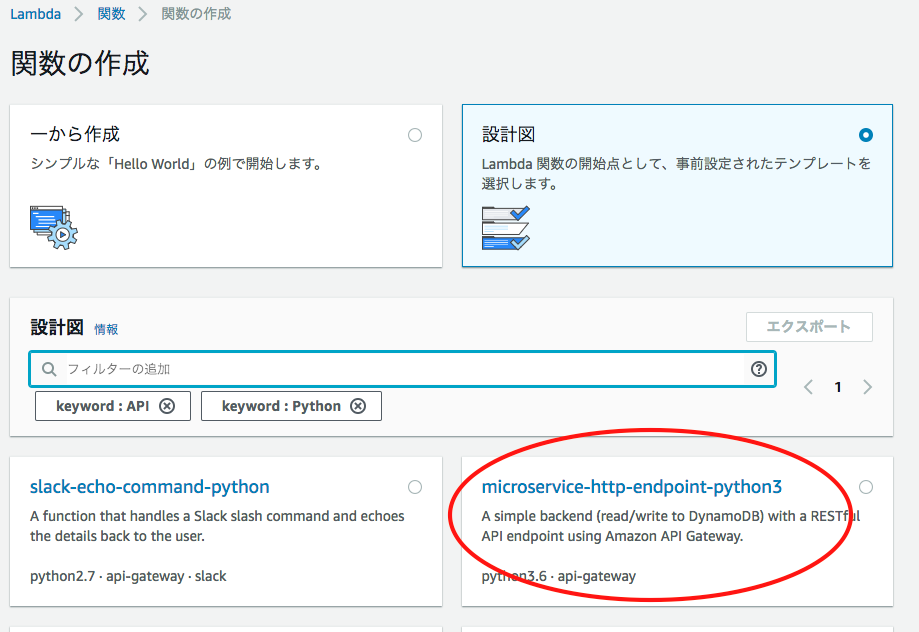 Lambda > 関数 > 関数の作成
関数の作成
一から作成
シンプルな「Hello World」の例で開始します。
設計図
Lambda 関数の開始点として、事前設定されたテンプレートを
選択します。
設計図 情報
エクスポート
フィルターの追加
1
keyword : API
keyword : Python
slack-echo-command-python
A function that handles a Slack slash command and echoes
the details back to the user.
python2.7 · api-gateway · slack
microservice-http-endpoint-python3
A simple backend (read/write to DynamoDB) with a RESTful
API endpoint using Amazon API Gateway.
python3.6 · api-gateway